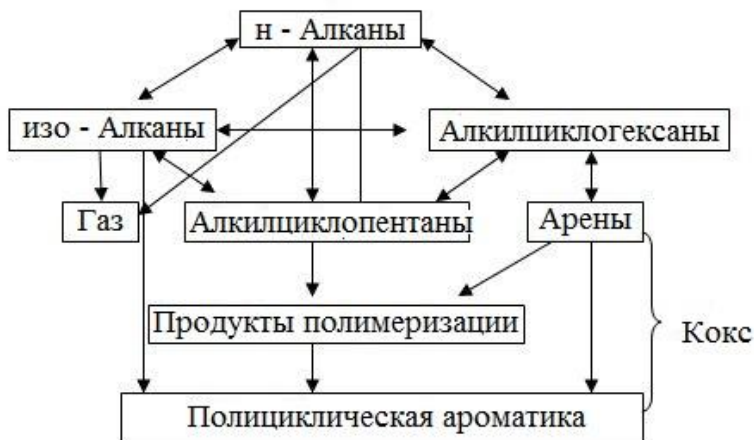 н - Алканы
изо - Алканы
Алкилциклогексаны
Газ
Алкилциклопентаны
Арены
Продукты полимеризации
Кокс
Полициклическая ароматика